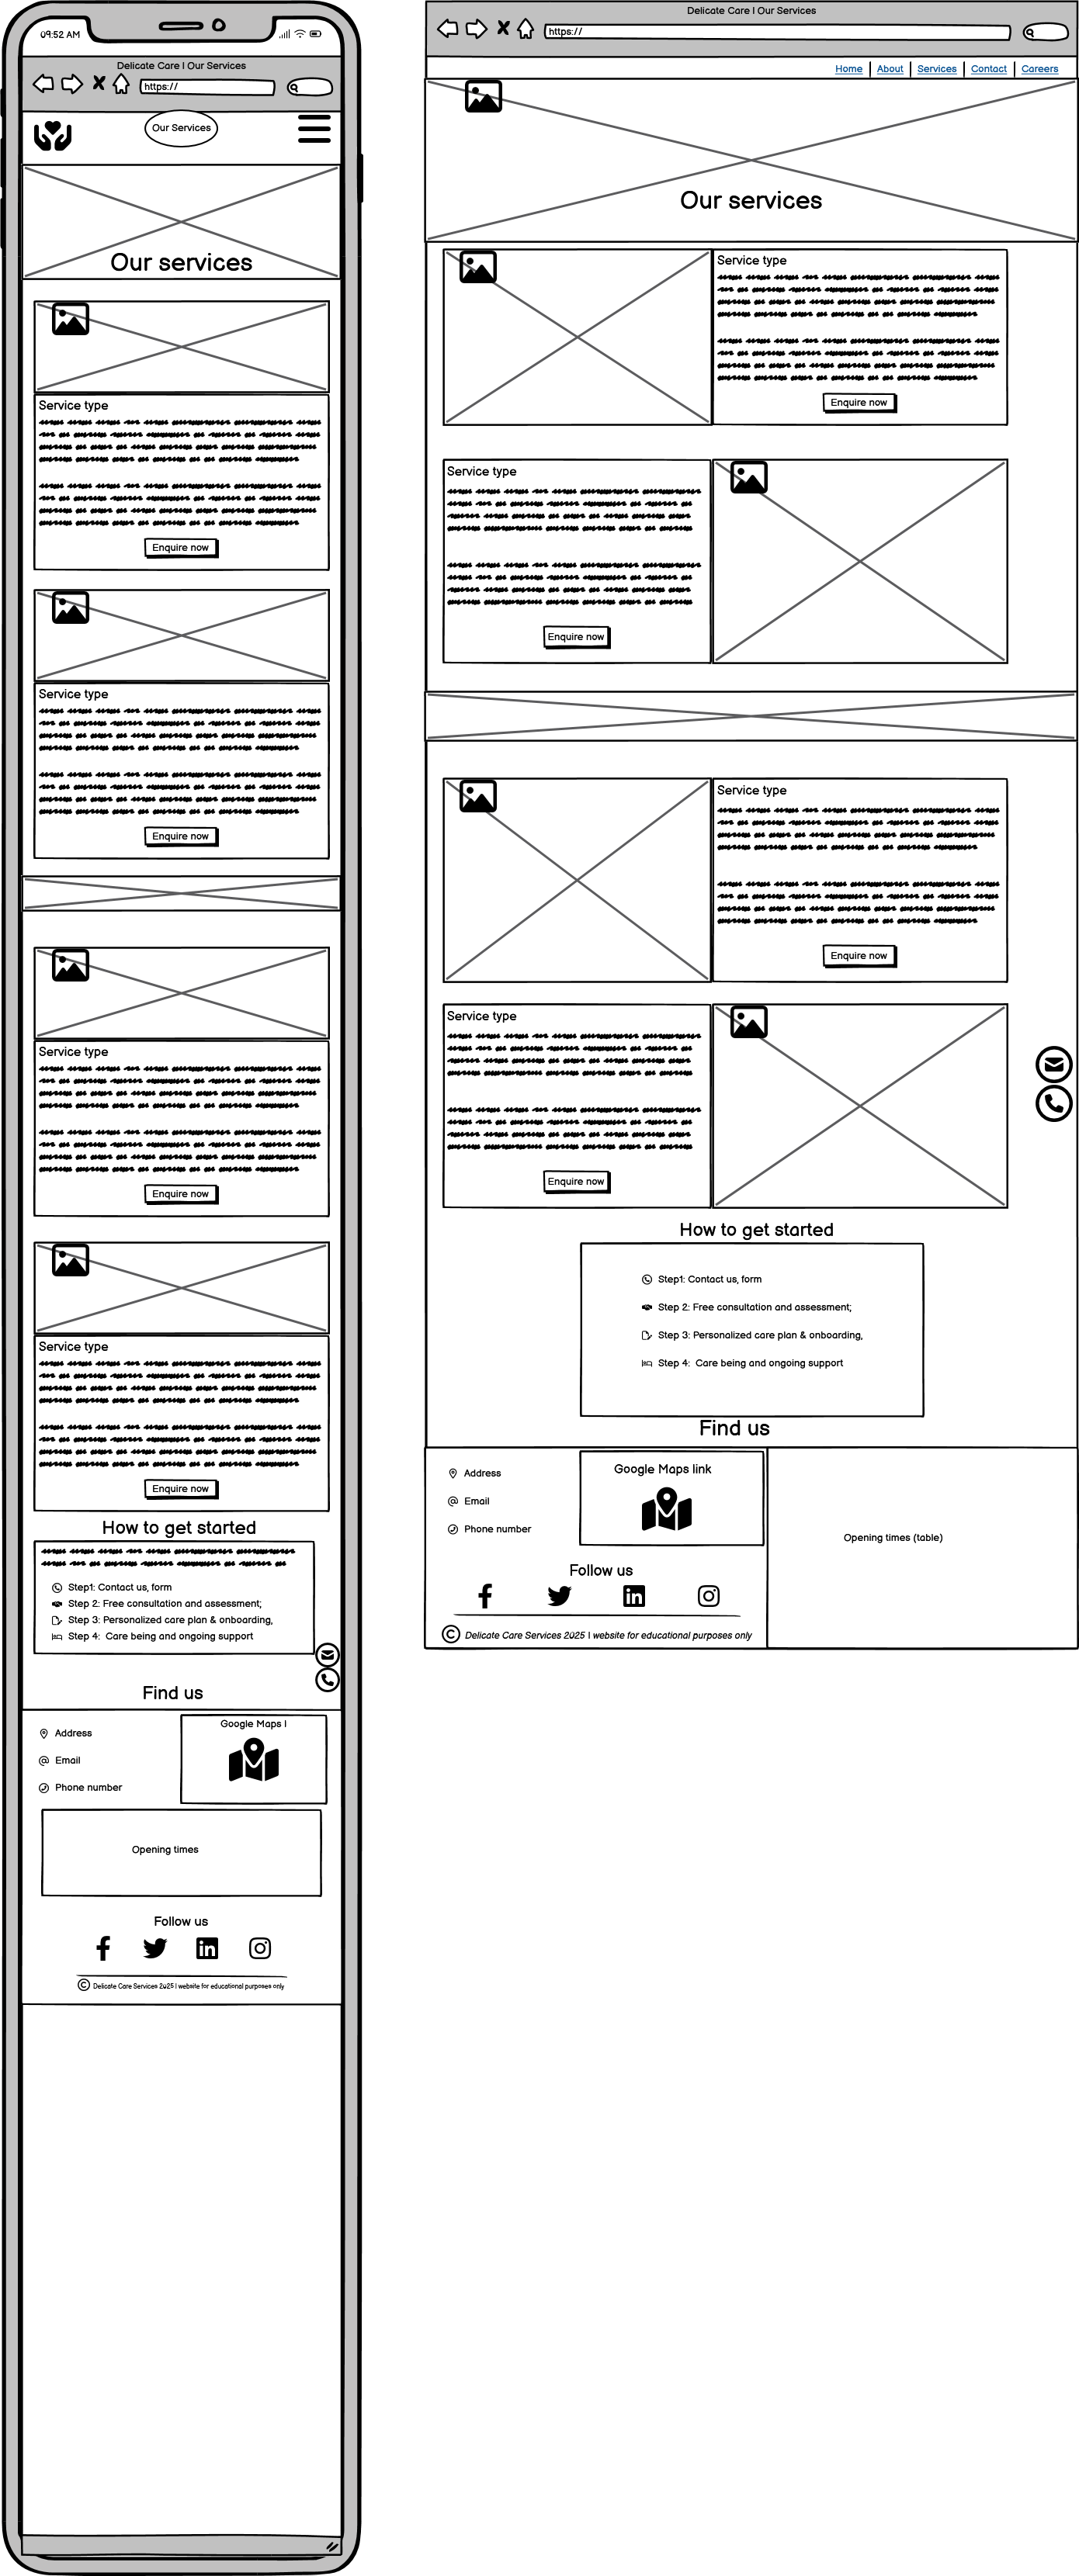 09:52 AM
Delicate Care | Our Services
https://
Our Services
Our services
Service type
Enquire now
Service type
Enquire now
Service type
Enquire now
Service type
Enquire now
How to get started
Step1: Contact us, form
Step 2: Free consultation and assessment;
Step 3: Personalized care plan & onboarding,
Step 4:  Care being and ongoing support
Find us
Address
Email
Phone number
Google Maps l
Opening times
Follow us
© Delicate Care Services 2025 | website for educational purposes only
Delicate Care | Our Services
https://
Home | About | Services | Contact | Careers
Our services
Service type
Enquire now
Service type
Enquire now
Service type
Enquire now
Service type
Enquire now
How to get started
Step1: Contact us, form
Step 2: Free consultation and assessment;
Step 3: Personalized care plan & onboarding,
Step 4:  Care being and ongoing support
Find us
Address
Email
Phone number
Google Maps link
Opening times (table)
Follow us
© Delicate Care Services 2025 | website for educational purposes only